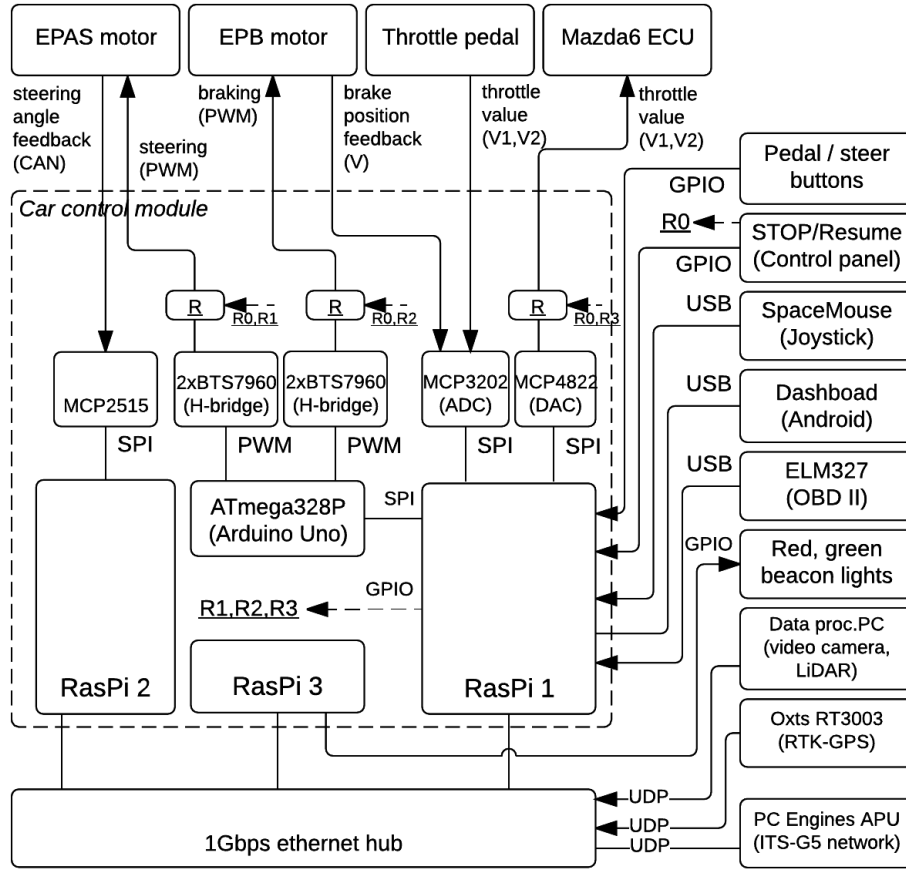 EPAS motor
EPB motor
Throttle pedal
Mazda6 ECU
steering
angle
feedback
(CAN)
steering
(PWM)
braking
(PWM)
brake
position
feedback
(V)
throttle
value
(V1,V2)
throttle
value
(V1,V2)
Pedal / steer
buttons
GPIO
Car control module
R0
STOP/Resume
(Control panel)
GPIO
R
R0,R1
R
R0,R2
R
R0,R3
USB
SpaceMouse
(Joystick)
MCP2515
2xBTS7960
(H-bridge)
2xBTS7960
(H-bridge)
MCP3202
(ADC)
MCP4822
(DAC)
USB
Dashboad
(Android)
SPI
PWM
PWM
SPI
SPI
USB
ELM327
(OBD II)
ATmega328P
(Arduino Uno)
SPI
GPIO
Red, green
beacon lights
GPIO
R1,R2,R3
Data proc.PC
(video camera,
LiDAR)
RasPi 2
RasPi 3
RasPi 1
Oxts RT3003
(RTK-GPS)
UDP
UDP
UDP
PC Engines APU
(ITS-G5 network)
1Gbps ethernet hub